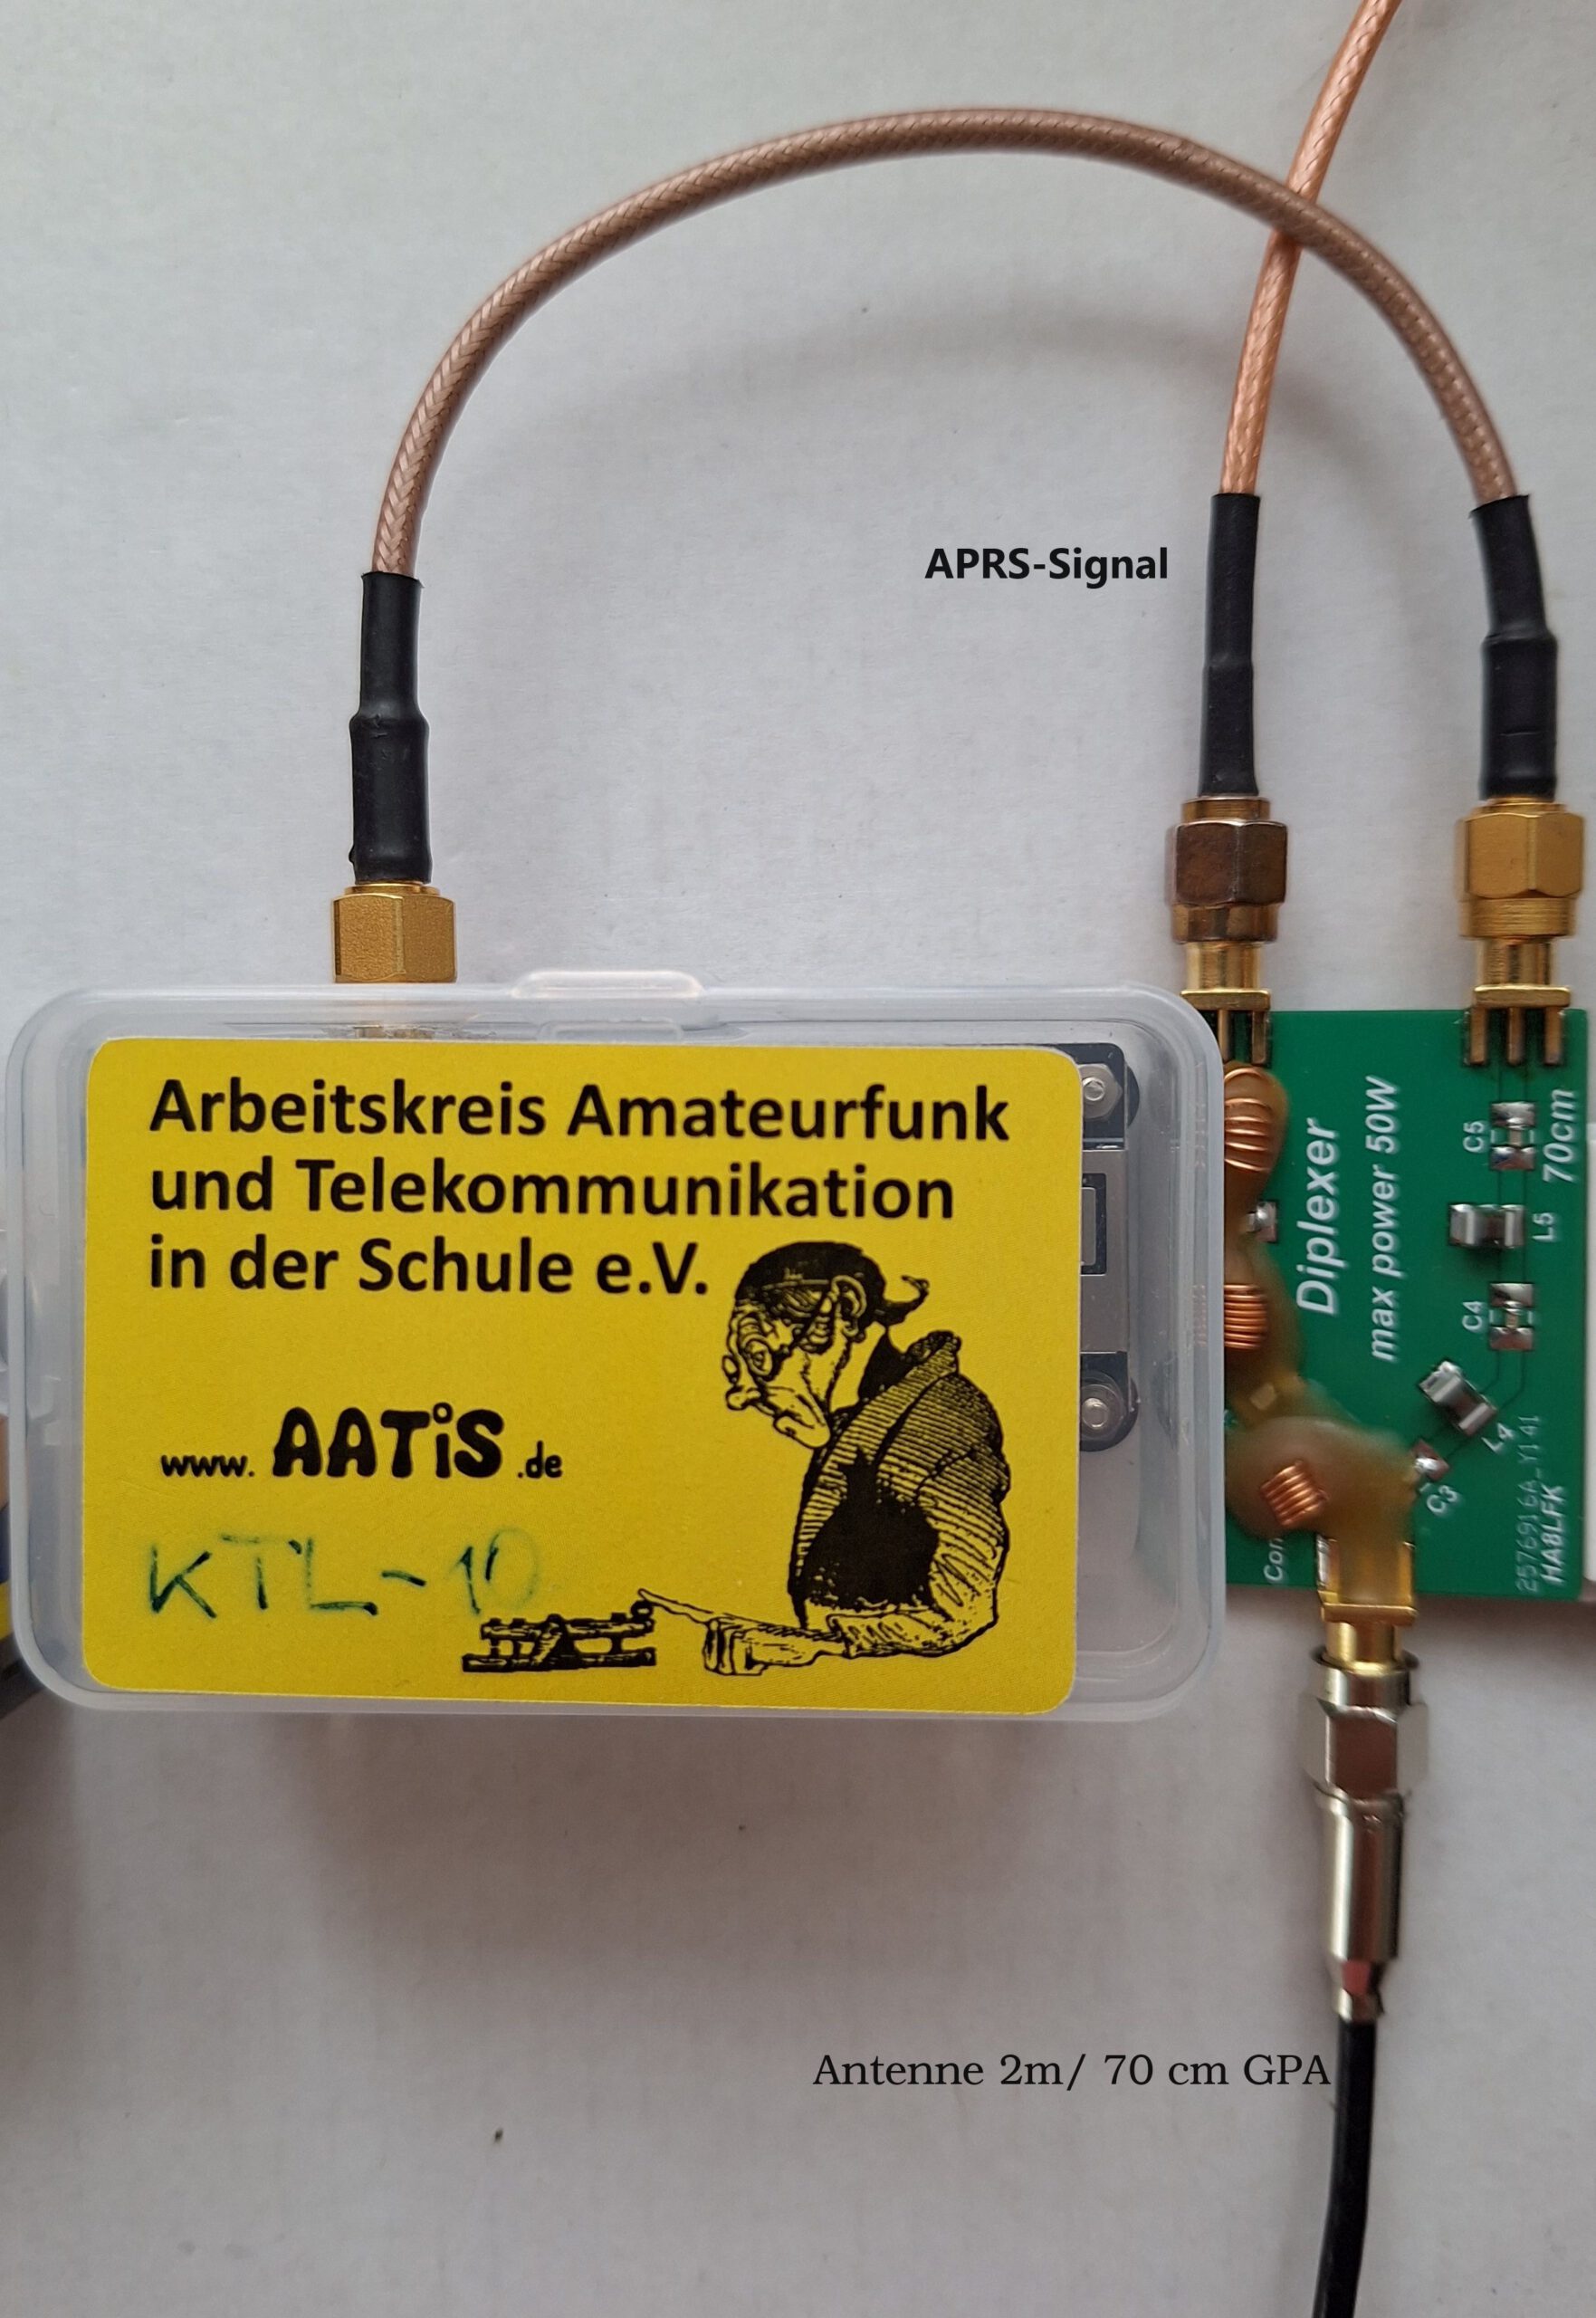 APRS-Signal
Arbeitskreis Amateurfunk
und Telekommunikation
in der Schule e.V.
www. AATiS .de
KTL-10
Diplexer
max power 50W
C5
70cm
L5
C4
L4
C3
2576916A_Y141
HA8LFK
Antenne 2m/ 70 cm GPA